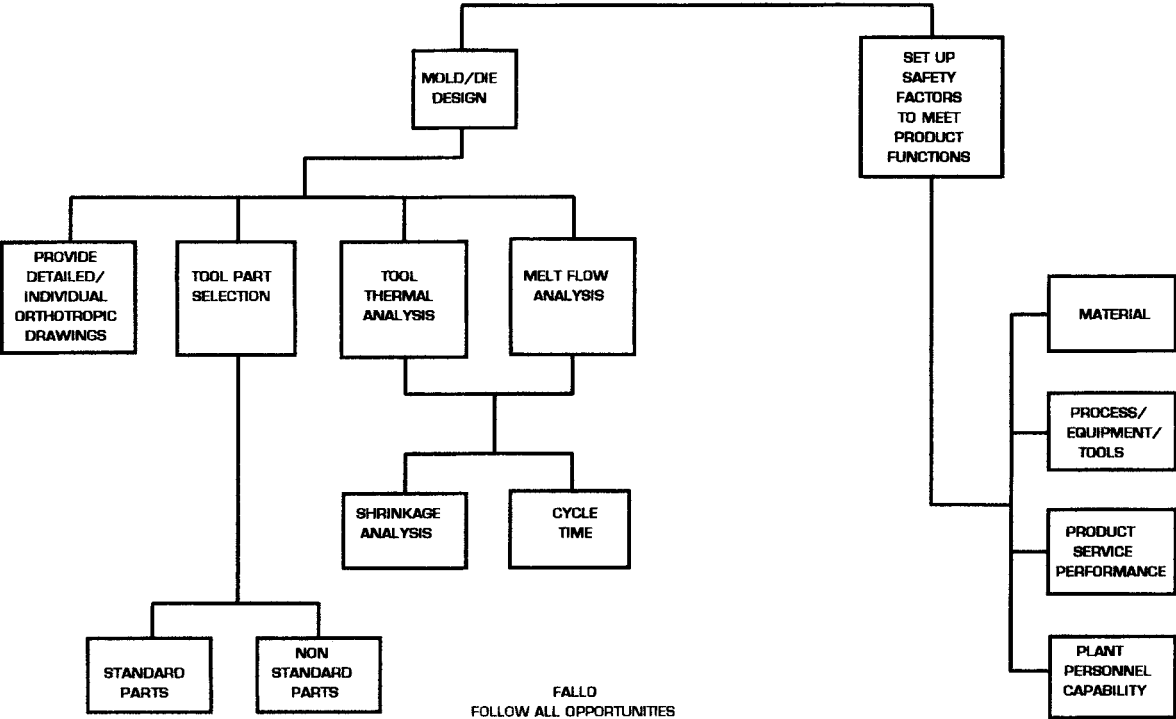 MOLD/DIE
DESIGN
SET UP
SAFETY
FACTORS
TO MEET
PRODUCT
FUNCTIONS
PROVIDE
DETAILED/
INDIVIDUAL
ORTHOTROPIC
DRAWINGS
TOOL PART
SELECTION
TOOL
THERMAL
ANALYSIS
MELT FLOW
ANALYSIS
MATERIAL
PROCESS/
EQUIPMENT/
TOOLS
SHRINKAGE
ANALYSIS
CYCLE
TIME
PRODUCT
SERVICE
PERFORMANCE
STANDARD
PARTS
NON
STANDARD
PARTS
PLANT
PERSONNEL
CAPABILITY
FALLO
FOLLOW ALL OPPORTUNITIES